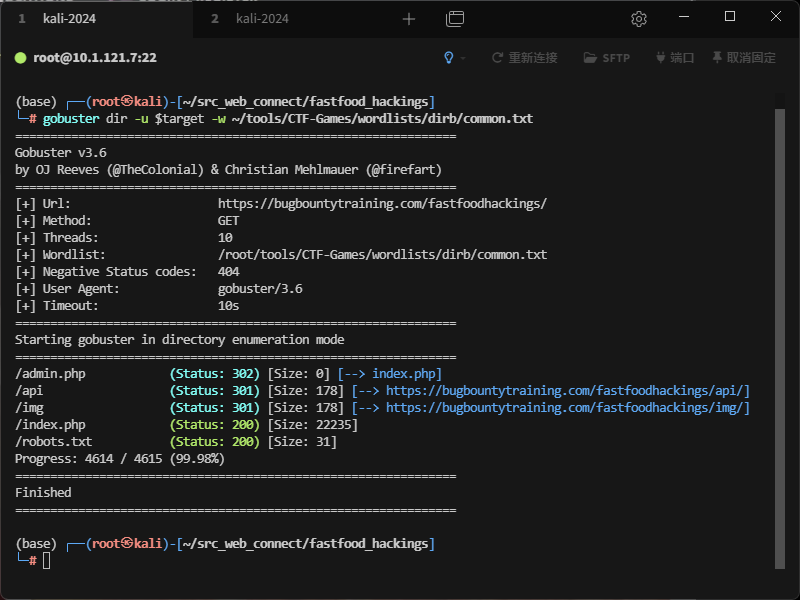 1 kali-2024 2 kali-2024
root@10.1.121.7:22 重新连接 SFTP 端口 取消固定
(base) ┌──(root㉿kali)-[~/src_web_connect/fastfood_hackings]
└─# gobuster dir -u $target -w ~/tools/CTF-Games/wordlists/dirb/common.txt
===============================================================
Gobuster v3.6
by OJ Reeves (@TheColonial) & Christian Mehlmauer (@firefart)
===============================================================
[+] Url: https://bugbountytraining.com/fastfoodhackings/
[+] Method: GET
[+] Threads: 10
[+] Wordlist: /root/tools/CTF-Games/wordlists/dirb/common.txt
[+] Negative Status codes: 404
[+] User Agent: gobuster/3.6
[+] Timeout: 10s
===============================================================
Starting gobuster in directory enumeration mode
===============================================================
/admin.php (Status: 302) [Size: 0] [--> index.php]
/api (Status: 301) [Size: 178] [--> https://bugbountytraining.com/fastfoodhackings/api/]
/img (Status: 301) [Size: 178] [--> https://bugbountytraining.com/fastfoodhackings/img/]
/index.php (Status: 200) [Size: 22235]
/robots.txt (Status: 200) [Size: 31]
Progress: 4614 / 4615 (99.98%)
===============================================================
Finished
===============================================================
(base) ┌──(root㉿kali)-[~/src_web_connect/fastfood_hackings]
└─#